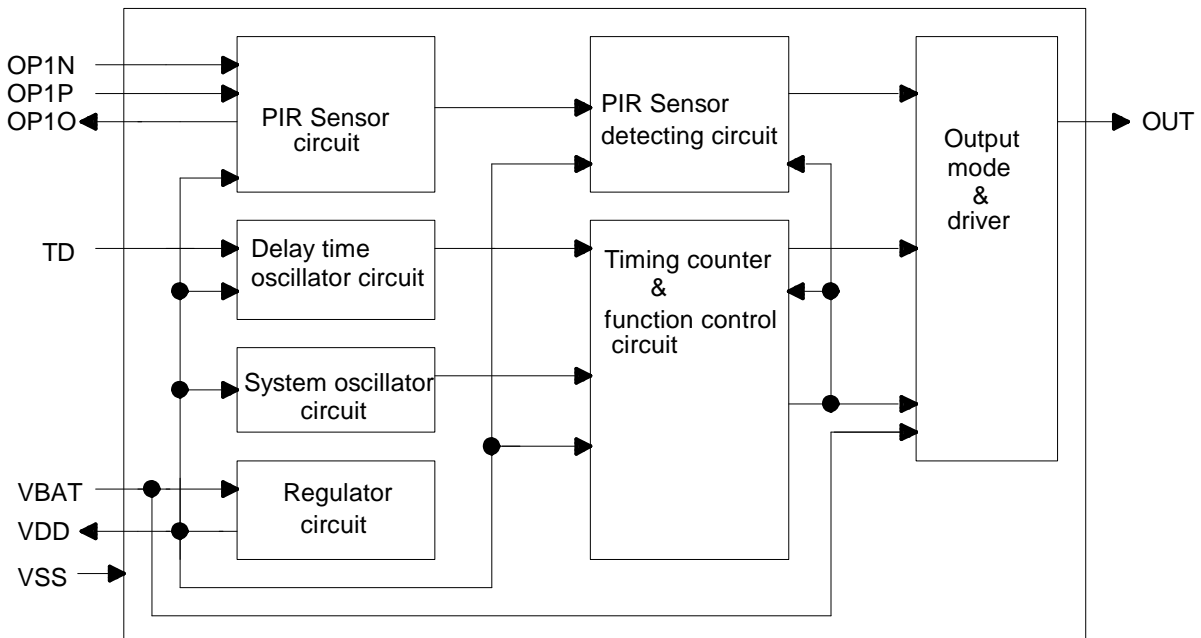 OP1N
OP1P
OP1O
PIR Sensor
circuit
PIR Sensor
detecting circuit
Output
mode
&
driver
OUT
TD
Delay time
oscillator circuit
Timing counter
&
function control
circuit
System oscillator
circuit
VBAT
VDD
VSS
Regulator
circuit